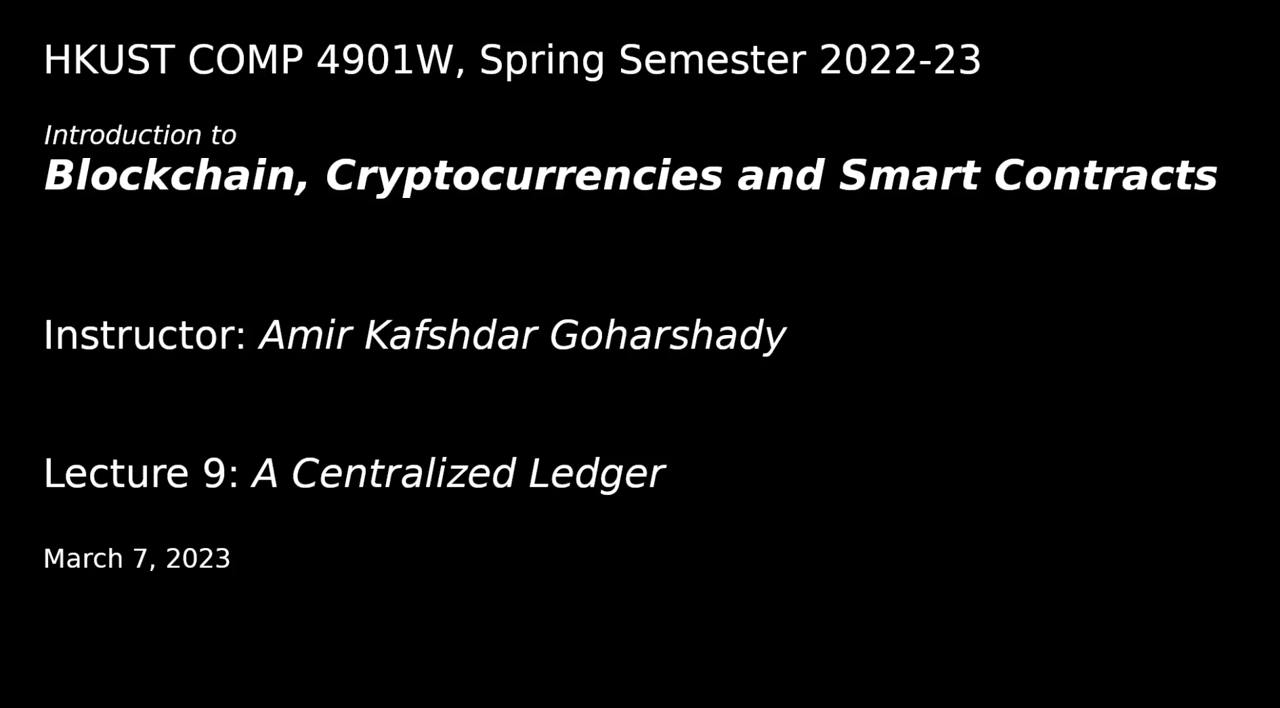 HKUST COMP 4901W, Spring Semester 2022-23
Introduction to
Blockchain, Cryptocurrencies and Smart Contracts
Instructor: Amir Kafshdar Goharshady
Lecture 9: A Centralized Ledger
March 7, 2023